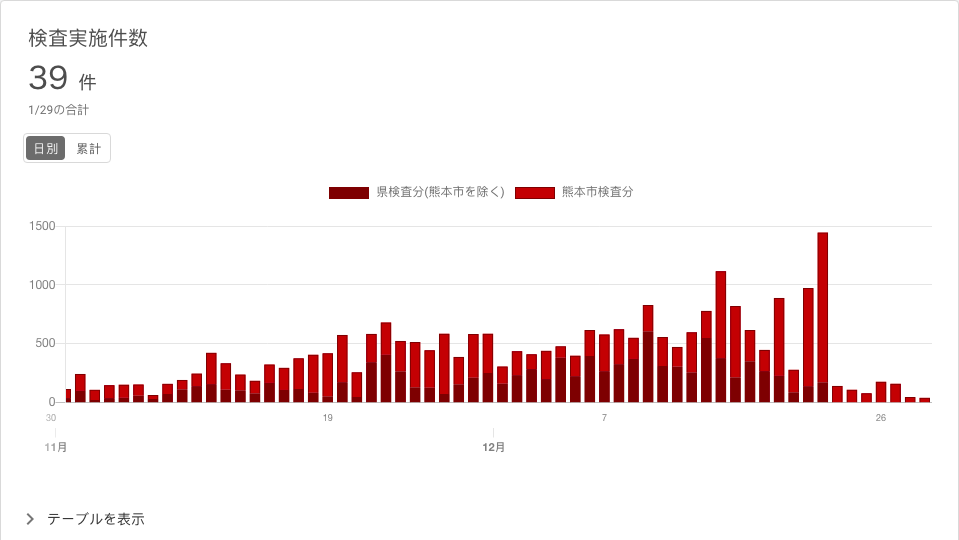 検査実施件数
39 件
1/29の合計
日別 累計
県検査分(熊本市を除く) 熊本市検査分
1500
1000
500
0
30 19 7 26
11月 12月
テーブルを表示